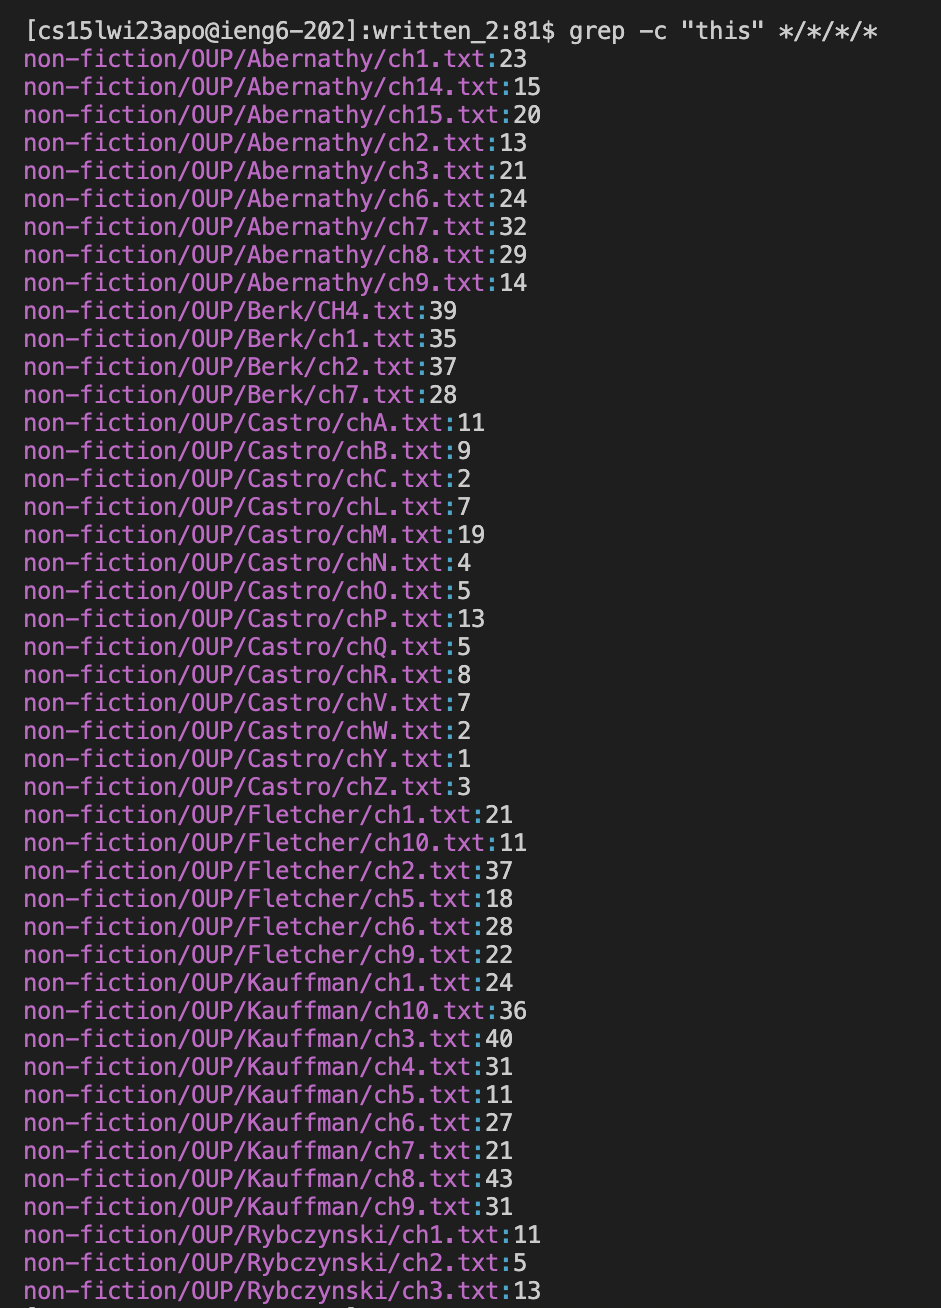 [cs15lwi23apo@ieng6-202]:written_2:81$ grep -c "this" */*/*/*
non-fiction/OUP/Abernathy/ch1.txt:23
non-fiction/OUP/Abernathy/ch14.txt:15
non-fiction/OUP/Abernathy/ch15.txt:20
non-fiction/OUP/Abernathy/ch2.txt:13
non-fiction/OUP/Abernathy/ch3.txt:21
non-fiction/OUP/Abernathy/ch6.txt:24
non-fiction/OUP/Abernathy/ch7.txt:32
non-fiction/OUP/Abernathy/ch8.txt:29
non-fiction/OUP/Abernathy/ch9.txt:14
non-fiction/OUP/Berk/CH4.txt:39
non-fiction/OUP/Berk/ch1.txt:35
non-fiction/OUP/Berk/ch2.txt:37
non-fiction/OUP/Berk/ch7.txt:28
non-fiction/OUP/Castro/chA.txt:11
non-fiction/OUP/Castro/chB.txt:9
non-fiction/OUP/Castro/chC.txt:2
non-fiction/OUP/Castro/chL.txt:7
non-fiction/OUP/Castro/chM.txt:19
non-fiction/OUP/Castro/chN.txt:4
non-fiction/OUP/Castro/chO.txt:5
non-fiction/OUP/Castro/chP.txt:13
non-fiction/OUP/Castro/chQ.txt:5
non-fiction/OUP/Castro/chR.txt:8
non-fiction/OUP/Castro/chV.txt:7
non-fiction/OUP/Castro/chW.txt:2
non-fiction/OUP/Castro/chY.txt:1
non-fiction/OUP/Castro/chZ.txt:3
non-fiction/OUP/Fletcher/ch1.txt:21
non-fiction/OUP/Fletcher/ch10.txt:11
non-fiction/OUP/Fletcher/ch2.txt:37
non-fiction/OUP/Fletcher/ch5.txt:18
non-fiction/OUP/Fletcher/ch6.txt:28
non-fiction/OUP/Fletcher/ch9.txt:22
non-fiction/OUP/Kauffman/ch1.txt:24
non-fiction/OUP/Kauffman/ch10.txt:36
non-fiction/OUP/Kauffman/ch3.txt:40
non-fiction/OUP/Kauffman/ch4.txt:31
non-fiction/OUP/Kauffman/ch5.txt:11
non-fiction/OUP/Kauffman/ch6.txt:27
non-fiction/OUP/Kauffman/ch7.txt:21
non-fiction/OUP/Kauffman/ch8.txt:43
non-fiction/OUP/Kauffman/ch9.txt:31
non-fiction/OUP/Rybczynski/ch1.txt:11
non-fiction/OUP/Rybczynski/ch2.txt:5
non-fiction/OUP/Rybczynski/ch3.txt:13